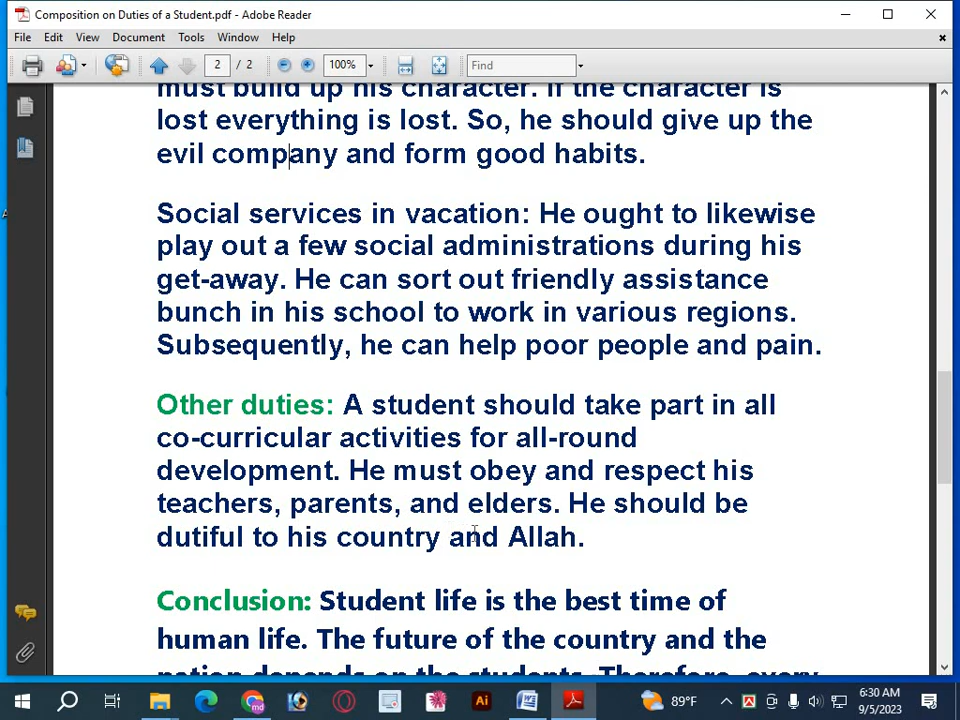 Composition on Duties of a Student.pdf - Adobe Reader
File Edit View Document Tools Window Help
2 / 2 100% Find
must build up his character. If the character is
lost everything is lost. So, he should give up the
evil company and form good habits.
Social services in vacation: He ought to likewise
play out a few social administrations during his
get-away. He can sort out friendly assistance
bunch in his school to work in various regions.
Subsequently, he can help poor people and pain.
Other duties: A student should take part in all
co-curricular activities for all-round
development. He must obey and respect his
teachers, parents, and elders. He should be
dutiful to his country and Allah.
Conclusion: Student life is the best time of
human life. The future of the country and the
nation depends on the students. Therefore, every
89°F
6:30 AM
9/5/2023